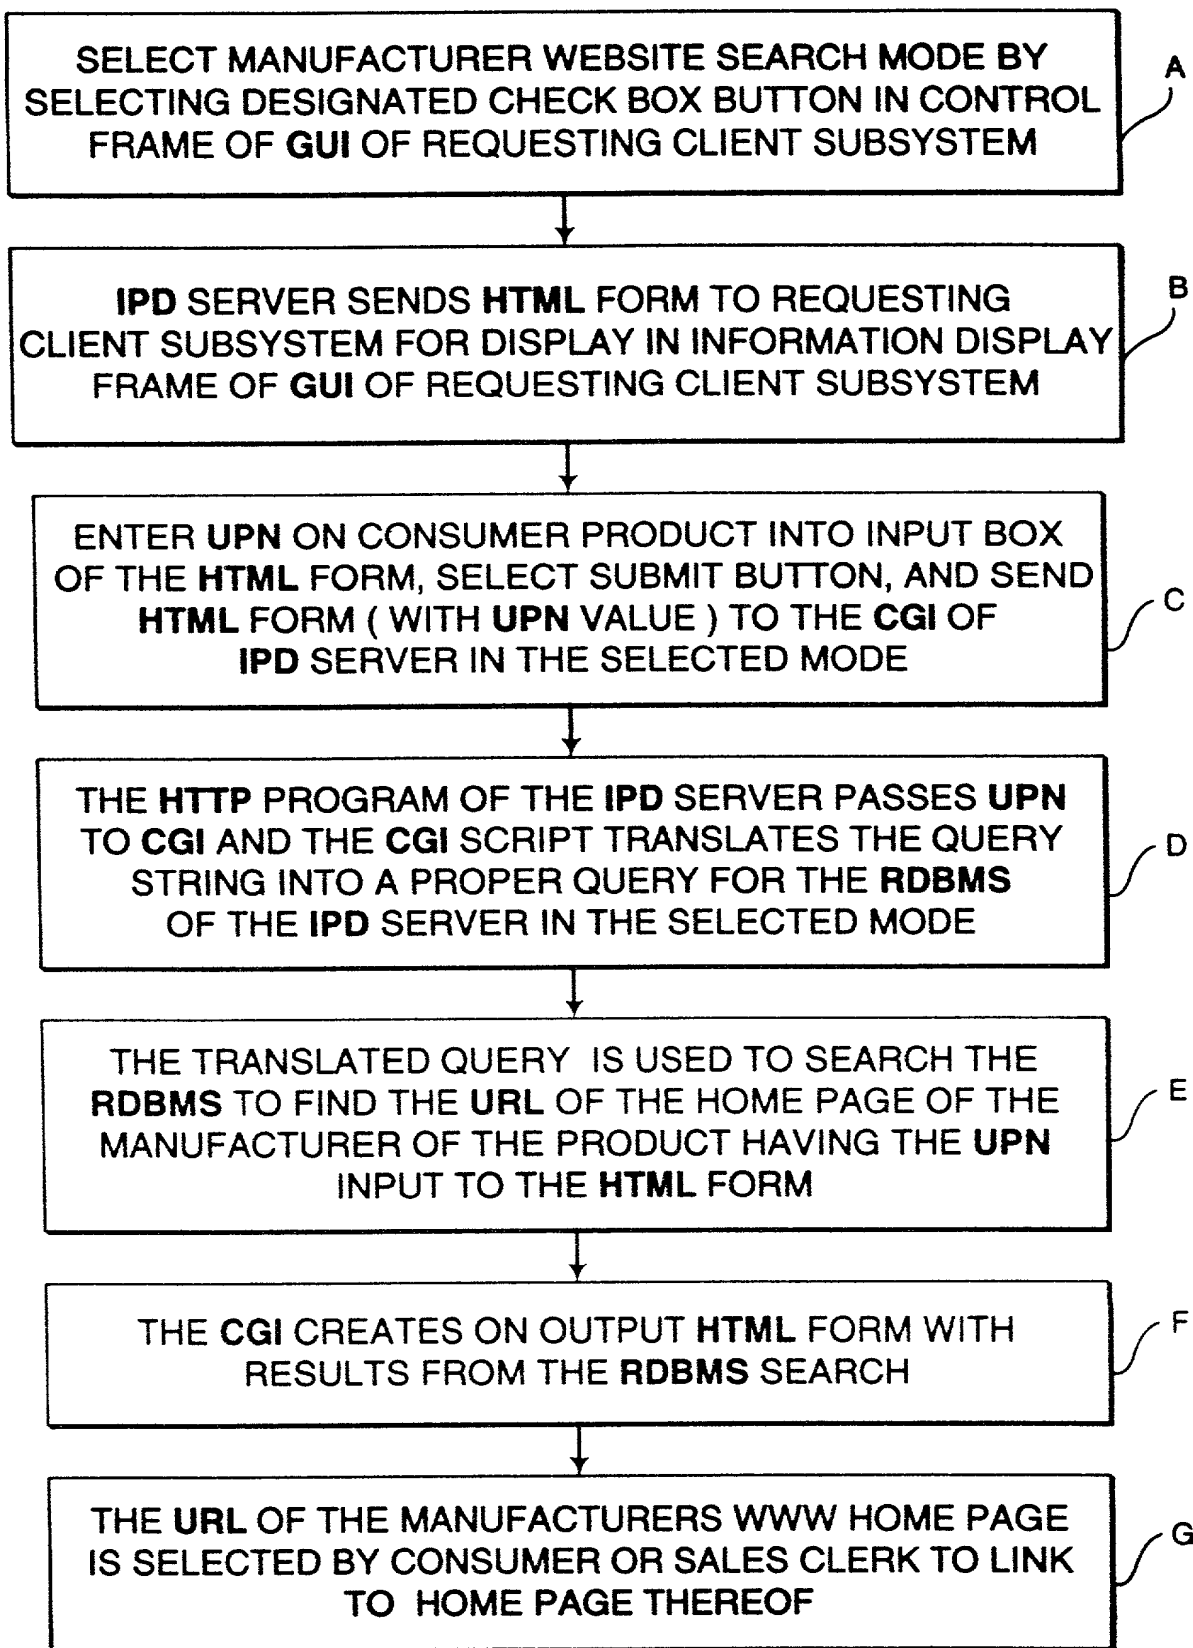 SELECT MANUFACTURER WEBSITE SEARCH MODE BY
SELECTING DESIGNATED CHECK BOX BUTTON IN CONTROL
FRAME OF GUI OF REQUESTING CLIENT SUBSYSTEM
A
IPD SERVER SENDS HTML FORM TO REQUESTING
CLIENT SUBSYSTEM FOR DISPLAY IN INFORMATION DISPLAY
FRAME OF GUI OF REQUESTING CLIENT SUBSYSTEM
B
ENTER UPN ON CONSUMER PRODUCT INTO INPUT BOX
OF THE HTML FORM, SELECT SUBMIT BUTTON, AND SEND
HTML FORM ( WITH UPN VALUE ) TO THE CGI OF
IPD SERVER IN THE SELECTED MODE
C
THE HTTP PROGRAM OF THE IPD SERVER PASSES UPN
TO CGI AND THE CGI SCRIPT TRANSLATES THE QUERY
STRING INTO A PROPER QUERY FOR THE RDBMS
OF THE IPD SERVER IN THE SELECTED MODE
D
THE TRANSLATED QUERY IS USED TO SEARCH THE
RDBMS TO FIND THE URL OF THE HOME PAGE OF THE
MANUFACTURER OF THE PRODUCT HAVING THE UPN
INPUT TO THE HTML FORM
E
THE CGI CREATES ON OUTPUT HTML FORM WITH
RESULTS FROM THE RDBMS SEARCH
F
THE URL OF THE MANUFACTURERS WWW HOME PAGE
IS SELECTED BY CONSUMER OR SALES CLERK TO LINK
TO HOME PAGE THEREOF
G